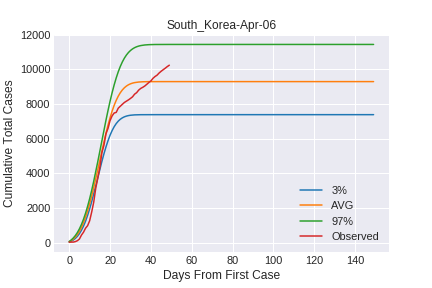 South_Korea-Apr-06
Cumulative Total Cases
12000
10000
8000
6000
4000
2000
0
0 20 40 60 80 100 120 140
Days From First Case
3%
AVG
97%
Observed